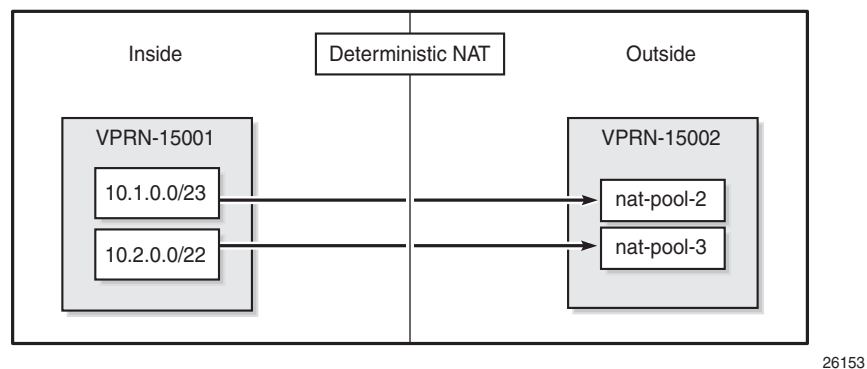 Inside
Deterministic NAT
Outside
VPRN-15001
10.1.0.0/23
10.2.0.0/22
VPRN-15002
nat-pool-2
nat-pool-3
26153